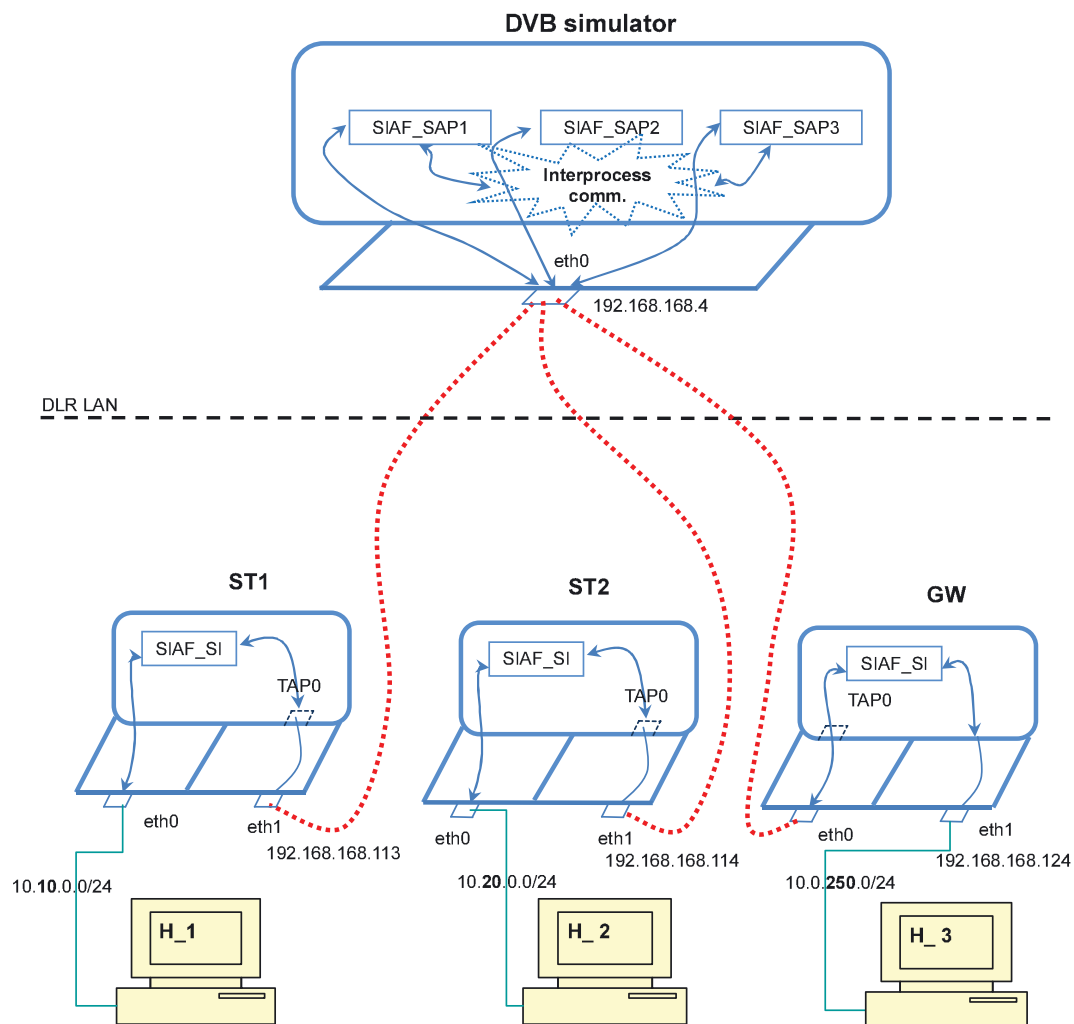 DVB simulator
SIAF_SAP1
SIAF_SAP2
SIAF_SAP3
Interprocess
comm.
eth0
192.168.168.4
DLR LAN
ST1
ST2
GW
SIAF_SI
SIAF_SI
SIAF_SI
TAP0
TAP0
TAP0
eth0
eth1
eth0
eth1
eth0
eth1
192.168.168.113
192.168.168.114
192.168.168.124
10.10.0.0/24
10.20.0.0/24
10.0.250.0/24
H_1
H_ 2
H_ 3